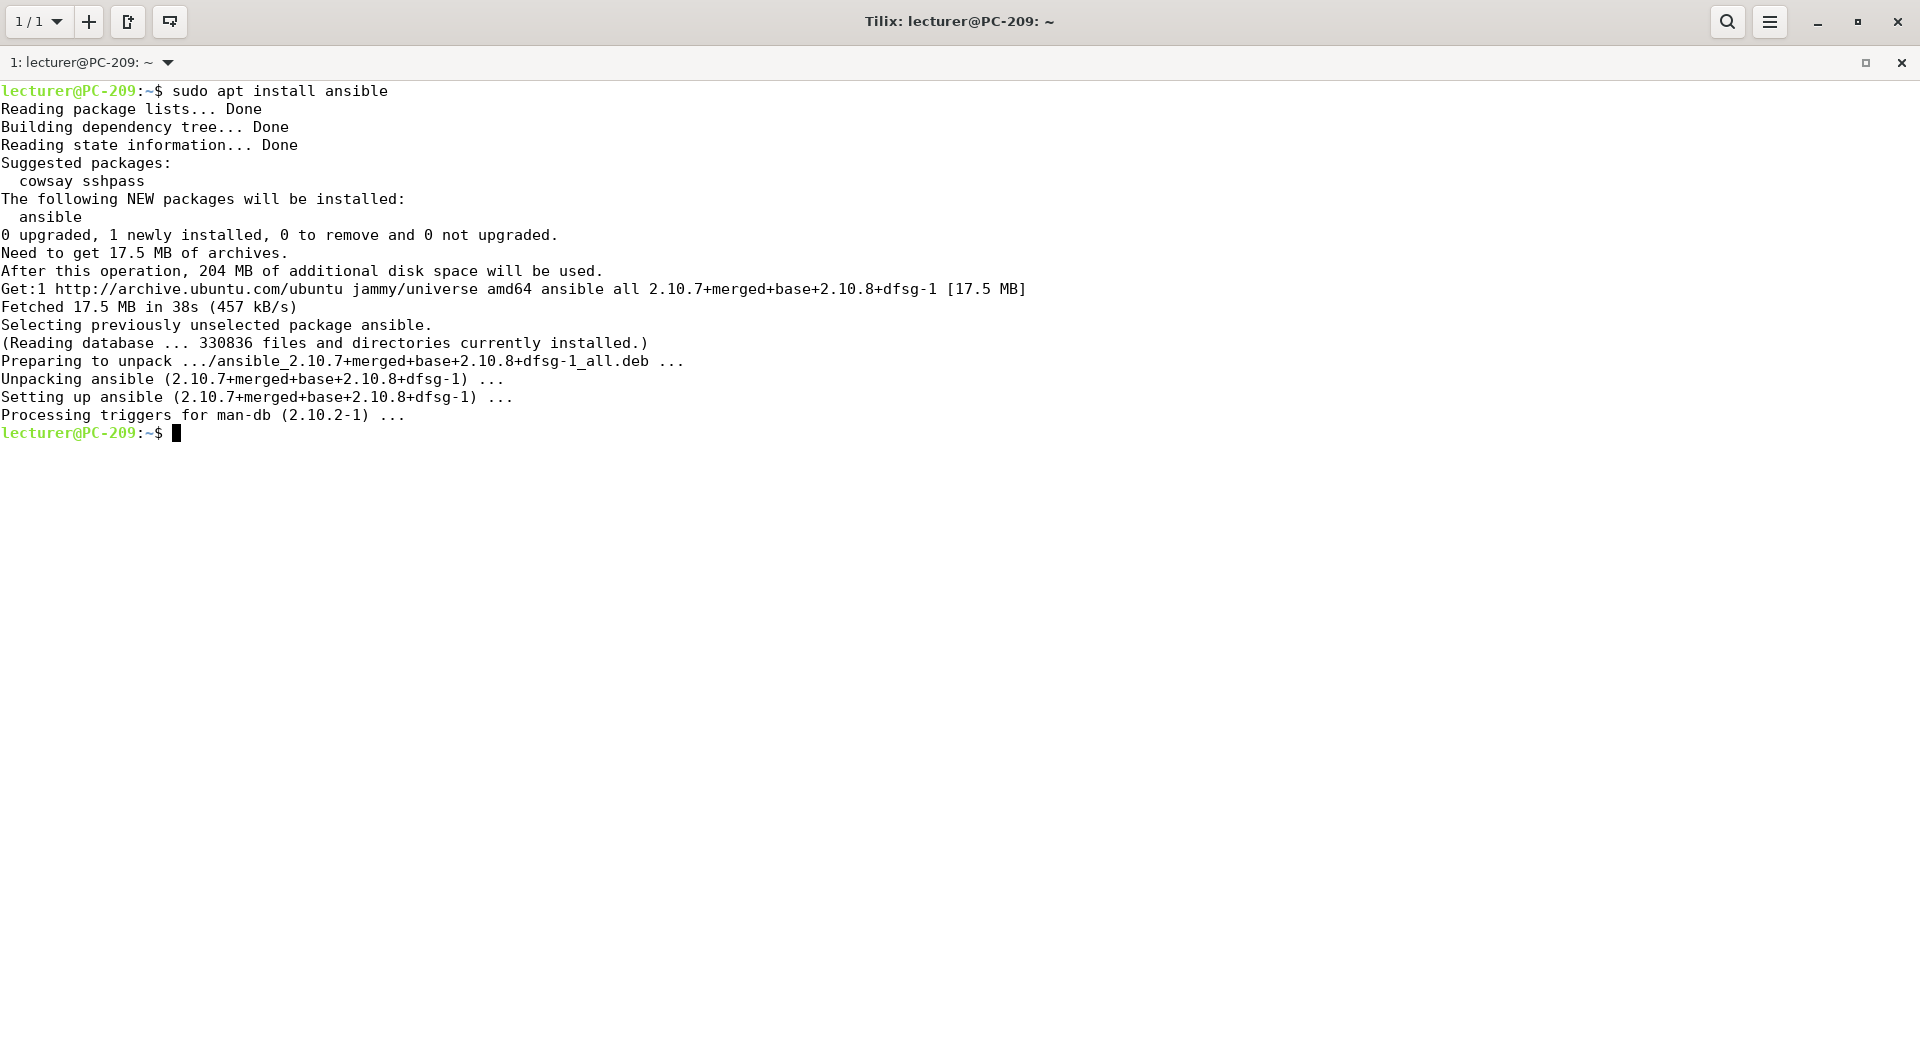 1 / 1
Tilix: lecturer@PC-209: ~
1: lecturer@PC-209: ~
lecturer@PC-209:~$ sudo apt install ansible
Reading package lists... Done
Building dependency tree... Done
Reading state information... Done
Suggested packages:
  cowsay sshpass
The following NEW packages will be installed:
  ansible
0 upgraded, 1 newly installed, 0 to remove and 0 not upgraded.
Need to get 17.5 MB of archives.
After this operation, 204 MB of additional disk space will be used.
Get:1 http://archive.ubuntu.com/ubuntu jammy/universe amd64 ansible all 2.10.7+merged+base+2.10.8+dfsg-1 [17.5 MB]
Fetched 17.5 MB in 38s (457 kB/s)
Selecting previously unselected package ansible.
(Reading database ... 330836 files and directories currently installed.)
Preparing to unpack .../ansible_2.10.7+merged+base+2.10.8+dfsg-1_all.deb ...
Unpacking ansible (2.10.7+merged+base+2.10.8+dfsg-1) ...
Setting up ansible (2.10.7+merged+base+2.10.8+dfsg-1) ...
Processing triggers for man-db (2.10.2-1) ...
lecturer@PC-209:~$